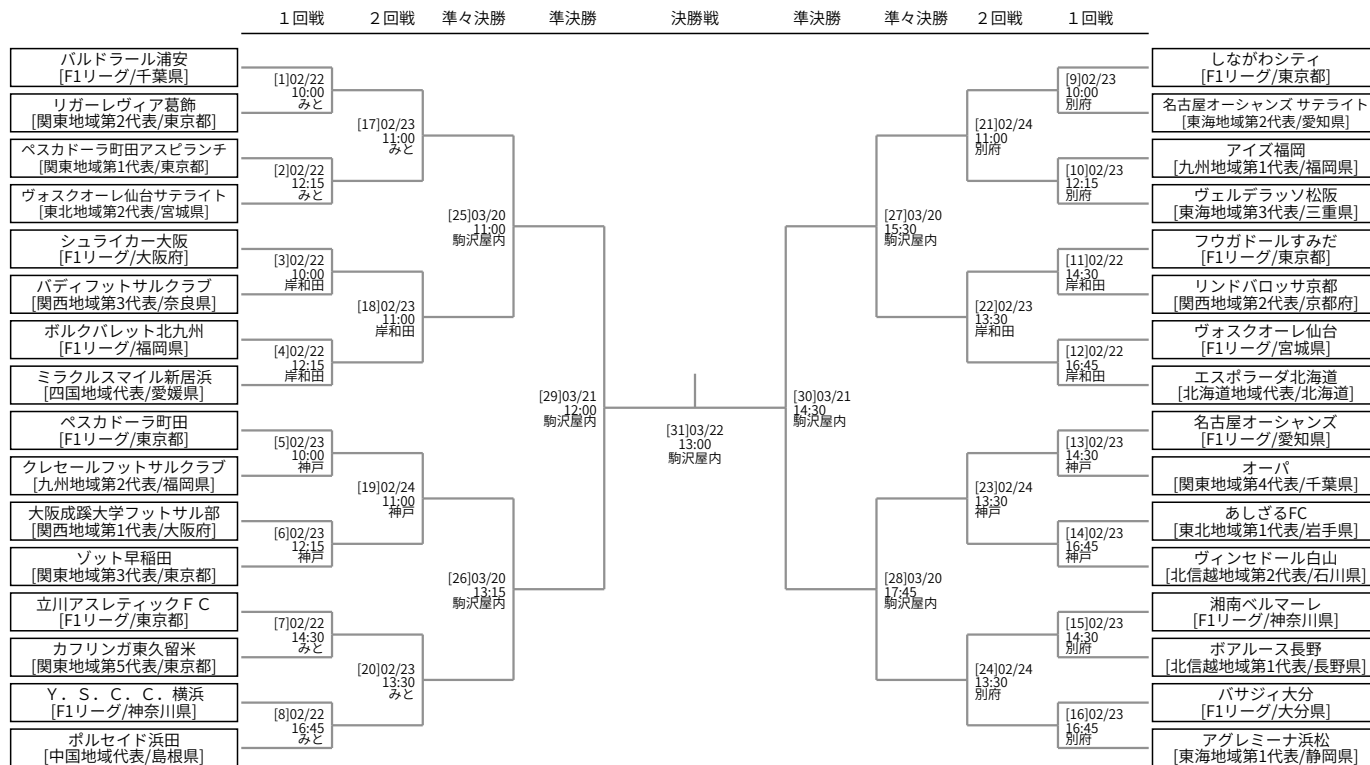 １回戦 ２回戦 準々決勝 準決勝 決勝戦 準決勝 準々決勝 ２回戦 １回戦
バルドラール浦安
[F1リーグ/千葉県]
リガーレヴィア葛飾
[関東地域第2代表/東京都]
ペスカドーラ町田アスピランチ
[関東地域第1代表/東京都]
ヴォスクオーレ仙台サテライト
[東北地域第2代表/宮城県]
シュライカー大阪
[F1リーグ/大阪府]
バディフットサルクラブ
[関西地域第3代表/奈良県]
ボルクバレット北九州
[F1リーグ/福岡県]
ミラクルスマイル新居浜
[四国地域代表/愛媛県]
ペスカドーラ町田
[F1リーグ/東京都]
クレセールフットサルクラブ
[九州地域第2代表/福岡県]
大阪成蹊大学フットサル部
[関西地域第1代表/大阪府]
ゾット早稲田
[関東地域第3代表/東京都]
立川アスレティックＦＣ
[F1リーグ/東京都]
カフリンガ東久留米
[関東地域第5代表/東京都]
Ｙ．Ｓ．Ｃ．Ｃ．横浜
[F1リーグ/神奈川県]
ポルセイド浜田
[中国地域代表/島根県]
[1]02/22
10:00
みと
[2]02/22
12:15
みと
[3]02/22
10:00
岸和田
[4]02/22
12:15
岸和田
[5]02/23
10:00
神戸
[6]02/23
12:15
神戸
[7]02/22
14:30
みと
[8]02/22
16:45
みと
[17]02/23
11:00
みと
[18]02/23
11:00
岸和田
[19]02/24
11:00
神戸
[20]02/23
13:30
みと
[25]03/20
11:00
駒沢屋内
[26]03/20
13:15
駒沢屋内
[29]03/21
12:00
駒沢屋内
[31]03/22
13:00
駒沢屋内
[30]03/21
14:30
駒沢屋内
[27]03/20
15:30
駒沢屋内
[28]03/20
17:45
駒沢屋内
[21]02/24
11:00
別府
[22]02/23
13:30
岸和田
[23]02/24
13:30
神戸
[24]02/24
13:30
別府
[9]02/23
10:00
別府
[10]02/23
12:15
別府
[11]02/22
14:30
岸和田
[12]02/22
16:45
岸和田
[13]02/23
14:30
神戸
[14]02/23
16:45
神戸
[15]02/23
14:30
別府
[16]02/23
16:45
別府
しながわシティ
[F1リーグ/東京都]
名古屋オーシャンズ サテライト
[東海地域第2代表/愛知県]
アイズ福岡
[九州地域第1代表/福岡県]
ヴェルデラッソ松阪
[東海地域第3代表/三重県]
フウガドールすみだ
[F1リーグ/東京都]
リンドバロッサ京都
[関西地域第2代表/京都府]
ヴォスクオーレ仙台
[F1リーグ/宮城県]
エスポラーダ北海道
[北海道地域代表/北海道]
名古屋オーシャンズ
[F1リーグ/愛知県]
オーパ
[関東地域第4代表/千葉県]
あしざるFC
[東北地域第1代表/岩手県]
ヴィンセドール白山
[北信越地域第2代表/石川県]
湘南ベルマーレ
[F1リーグ/神奈川県]
ボアルース長野
[北信越地域第1代表/長野県]
バサジィ大分
[F1リーグ/大分県]
アグレミーナ浜松
[東海地域第1代表/静岡県]